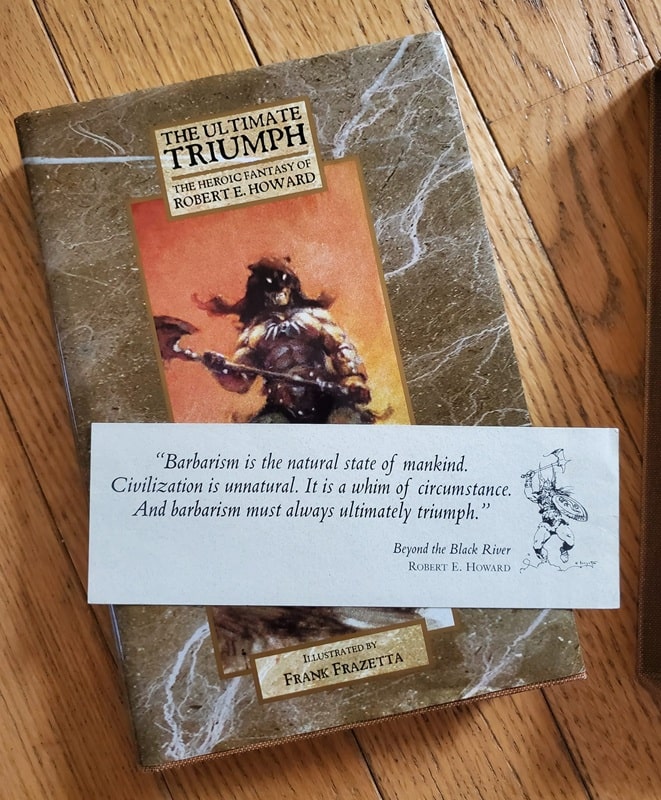 THE ULTIMATE
TRIUMPH
THE HEROIC FANTASY OF
ROBERT E. HOWARD
“Barbarism is the natural state of mankind.
Civilization is unnatural. It is a whim of circumstance.
And barbarism must always ultimately triumph.”
Beyond the Black River
ROBERT E. HOWARD
ILLUSTRATED BY
FRANK FRAZETTA